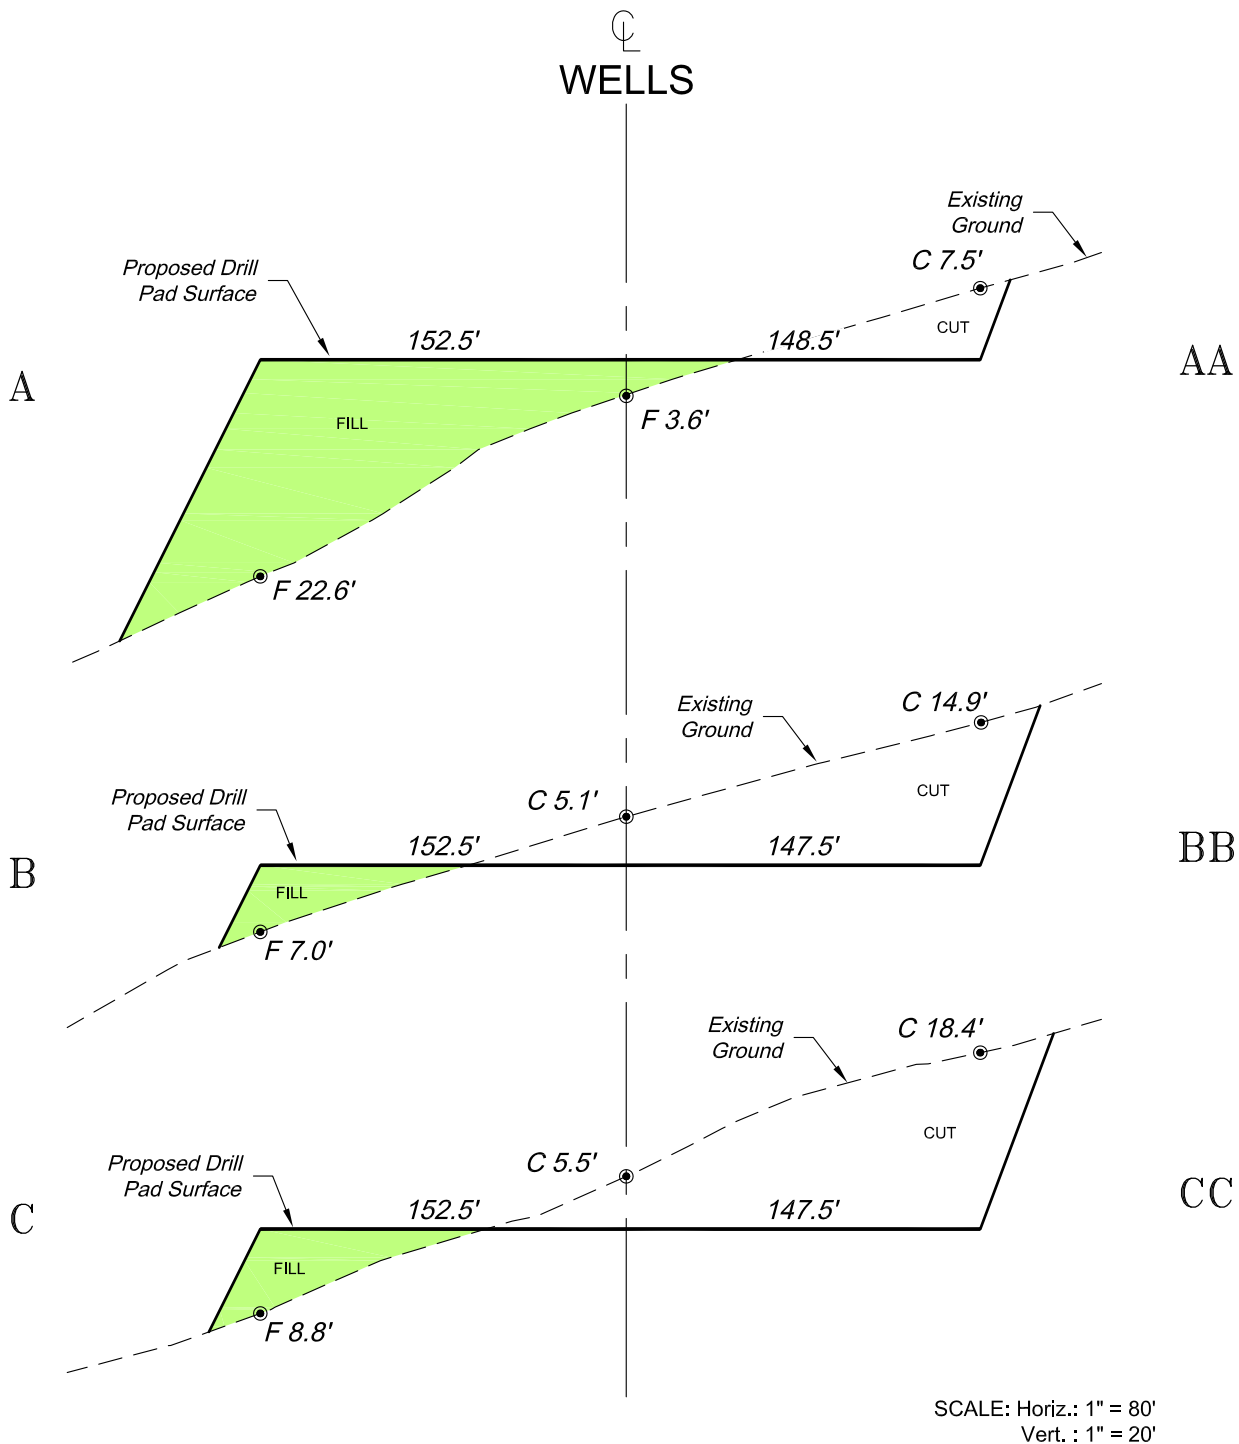 ℄
WELLS
Existing
Ground
C 7.5'
Proposed Drill
Pad Surface
CUT
152.5'
148.5'
A
AA
FILL
F 3.6'
F 22.6'
Existing
Ground
C 14.9'
Proposed Drill
Pad Surface
C 5.1'
CUT
152.5'
147.5'
B
BB
FILL
F 7.0'
Existing
Ground
C 18.4'
CUT
Proposed Drill
Pad Surface
C 5.5'
152.5'
147.5'
C
CC
FILL
F 8.8'
SCALE: Horiz.: 1" = 80'
Vert. : 1" = 20'